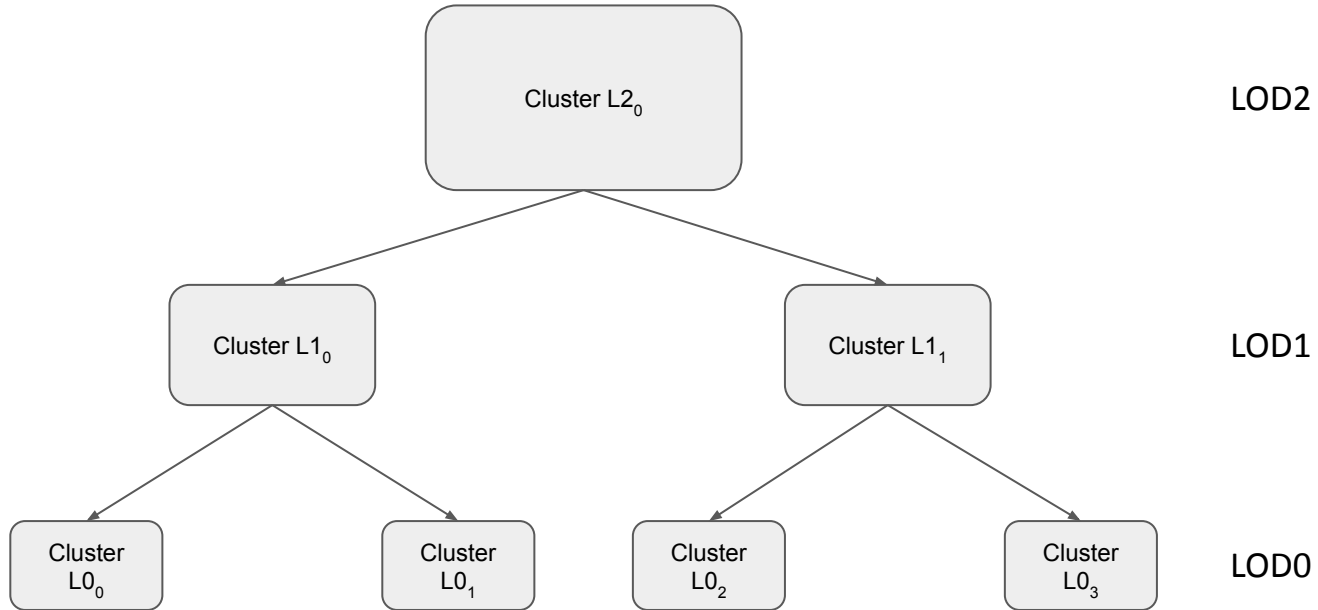 Cluster L2₀
LOD2
Cluster L1₀
Cluster L1₁
LOD1
Cluster
L0₀
Cluster
L0₁
Cluster
L0₂
Cluster
L0₃
LOD0